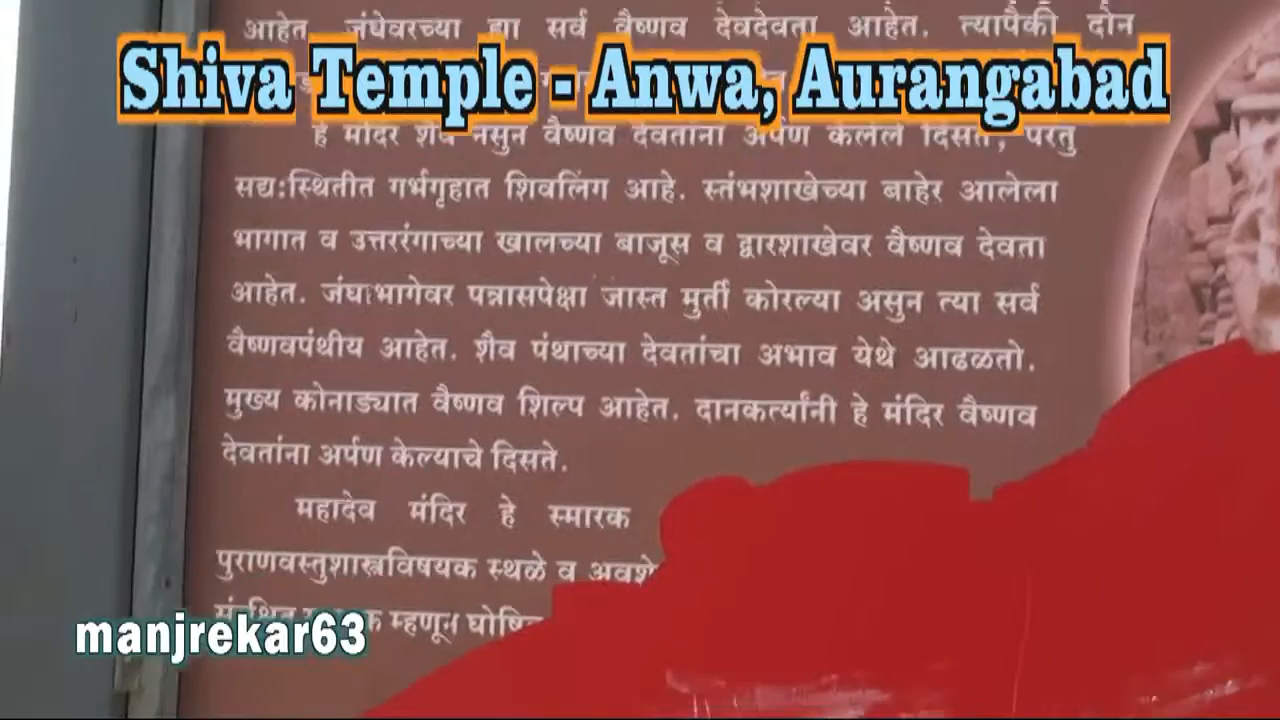 आहेत. जंघेवरच्या ह्या सर्व वैष्णव देवदेवता आहेत. त्यापैकी दोन
Shiva Temple - Anwa, Aurangabad
हे मंदिर शैव नसुन वैष्णव देवतांना अर्पण केलेले दिसते, परंतु
सद्य:स्थितीत गर्भगृहात शिवलिंग आहे. स्तंभशाखेच्या बाहेर आलेला
भागात व उत्तररंगाच्या खालच्या बाजूस व द्वारशाखेवर वैष्णव देवता
आहेत. जंघाभागेवर पन्नासपेक्षा जास्त मुर्ती कोरल्या असुन त्या सर्व
वैष्णवपंथीय आहेत. शैव पंथाच्या देवतांचा अभाव येथे आढळतो.
मुख्य कोनाड्यात वैष्णव शिल्प आहेत. दानकर्त्यांनी हे मंदिर वैष्णव
देवतांना अर्पण केल्याचे दिसते.
महादेव मंदिर हे स्मारक
पुराणवस्तुशास्त्रविषयक स्थळे व
म्हणून
manjrekar63